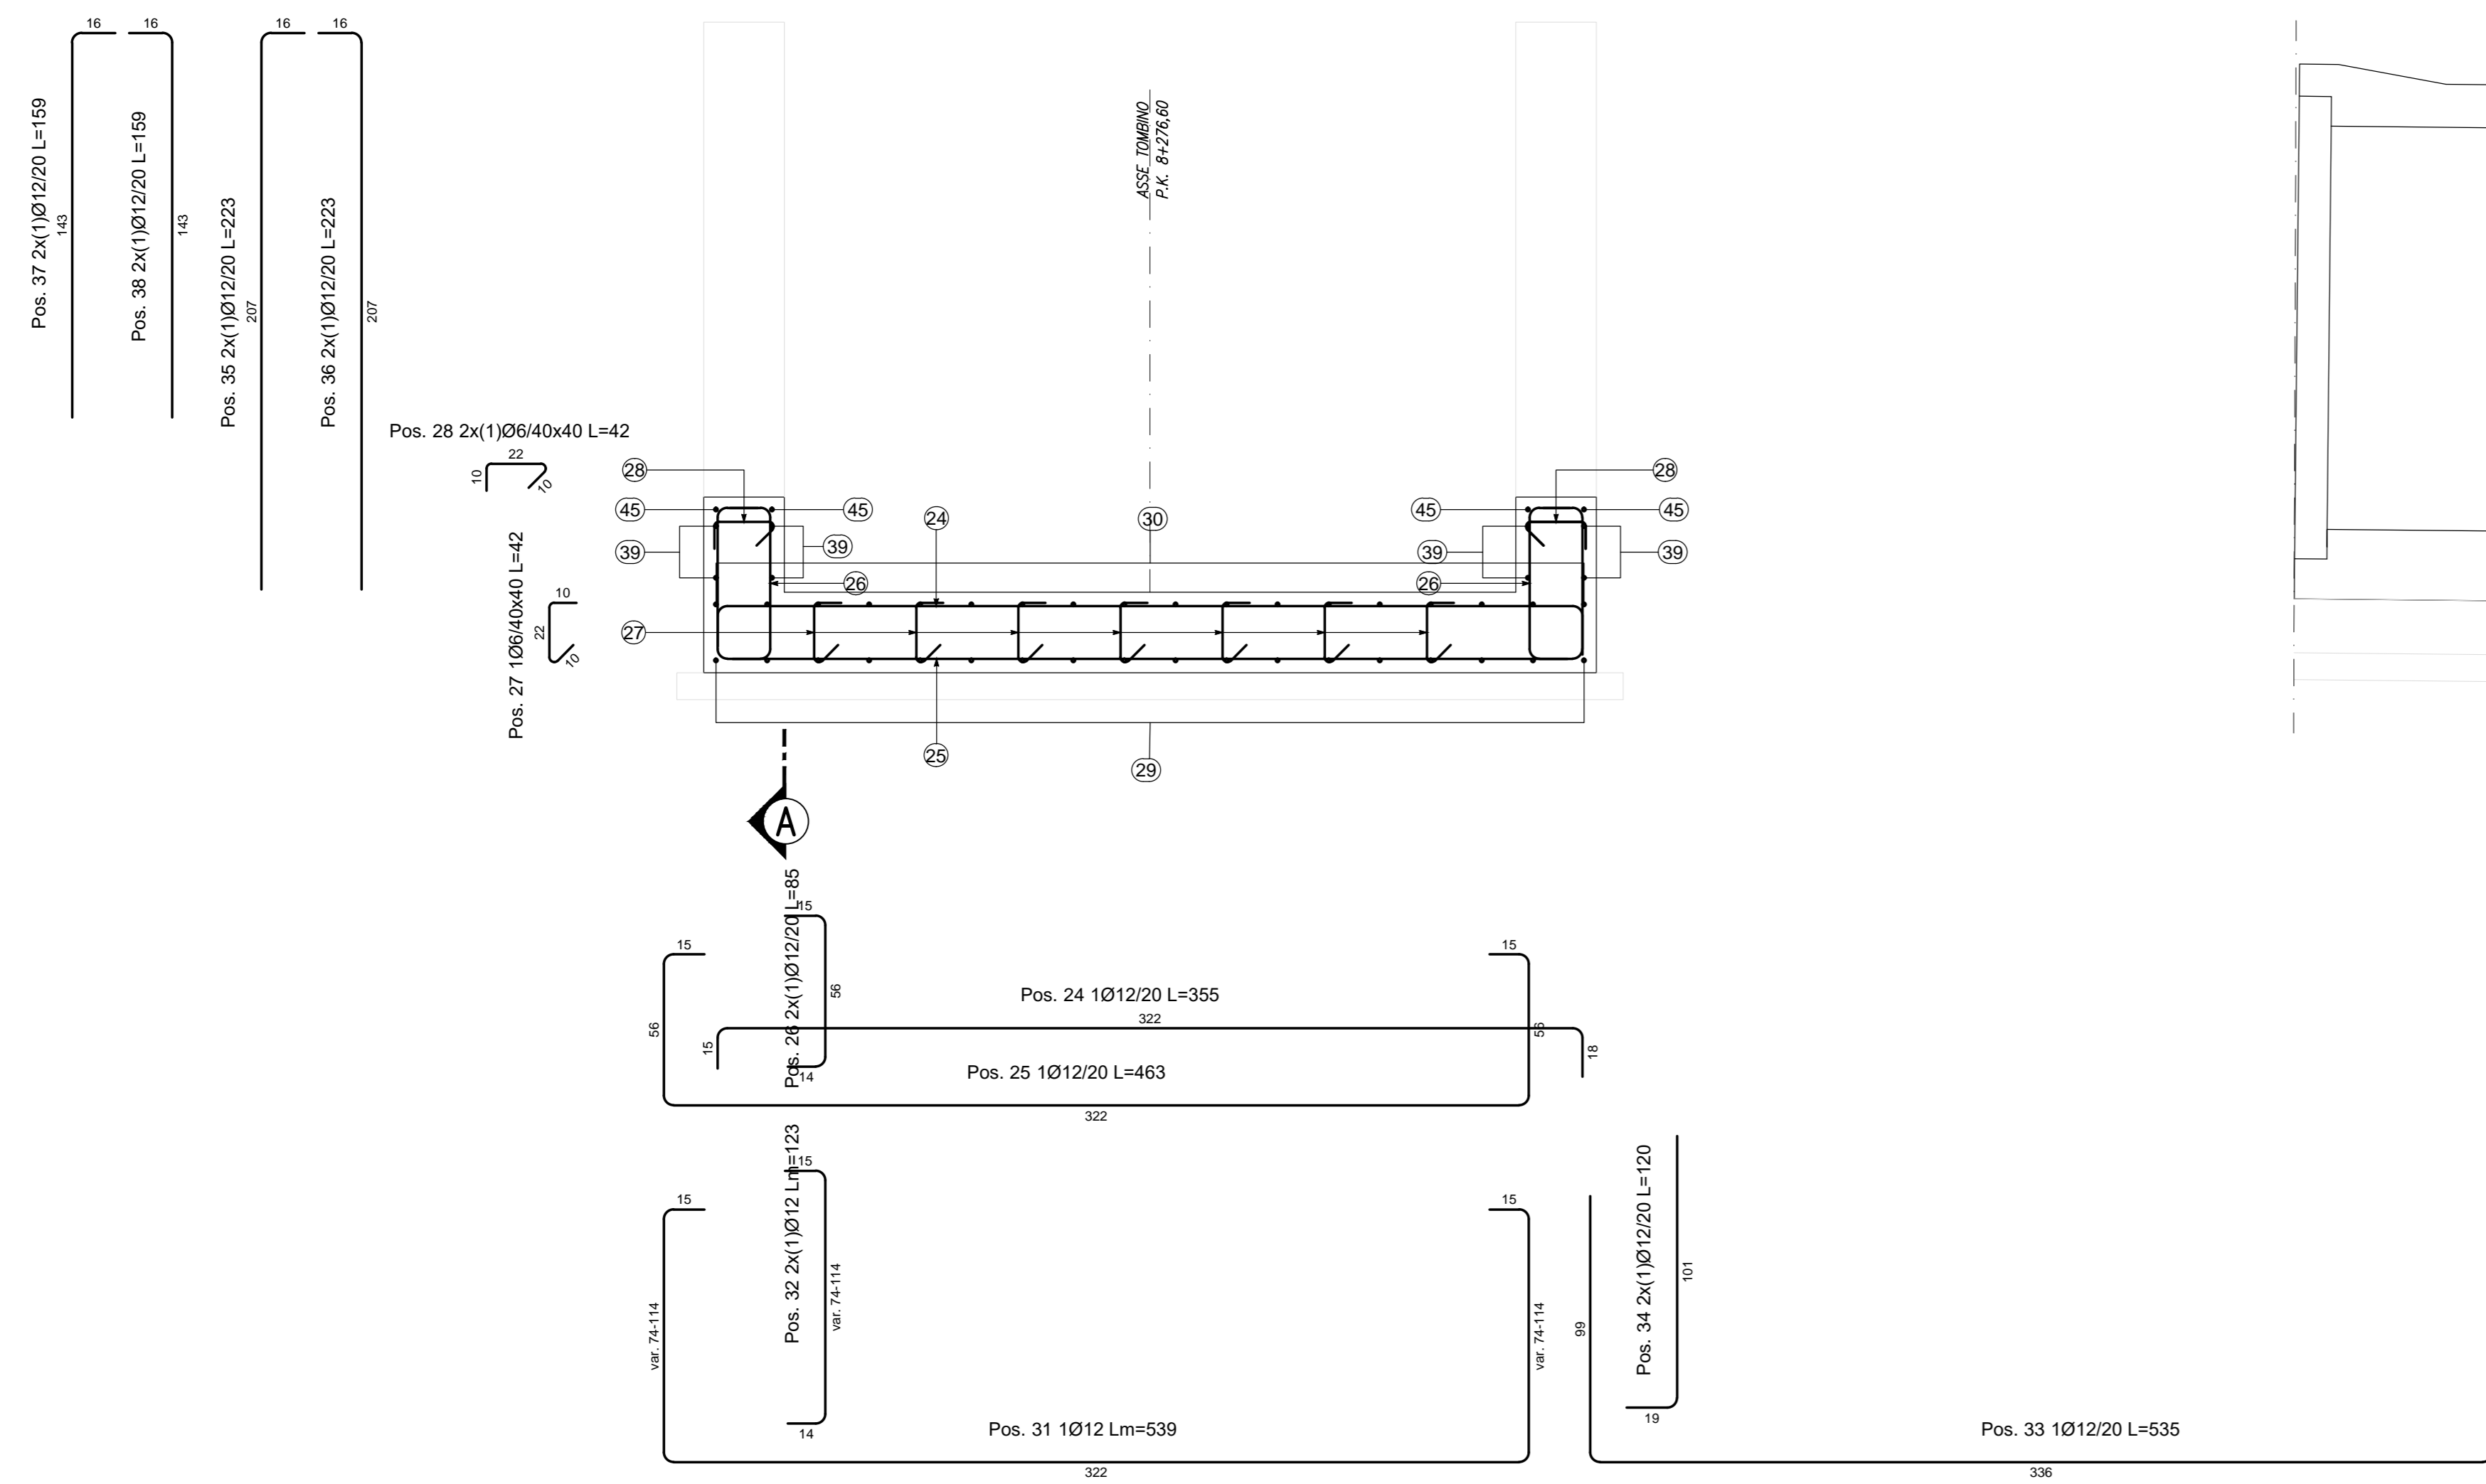 16
16
16
16
Pos. 37 2x(1)Ø12/20 L=159
143
Pos. 38 2x(1)Ø12/20 L=159
143
Pos. 35 2x(1)Ø12/20 L=223
207
Pos. 36 2x(1)Ø12/20 L=223
207
ASSE TOMBINO
P.K. 8+276,60
Pos. 28 2x(1)Ø6/40x40 L=42
22
10
10
Pos. 27 1Ø6/40x40 L=42
10
22
10
28
28
45
45
24
30
45
45
39
39
39
39
26
26
27
25
29
A
Pos. 26 2x(1)Ø12/20 L=85
15
56
14
15
15
Pos. 24 1Ø12/20 L=355
322
56
56
15
18
Pos. 25 1Ø12/20 L=463
322
Pos. 32 2x(1)Ø12 Lm=123
15
var. 74-114
14
15
15
var. 74-114
var. 74-114
Pos. 31 1Ø12 Lm=539
322
Pos. 34 2x(1)Ø12/20 L=120
101
19
99
Pos. 33 1Ø12/20 L=535
336